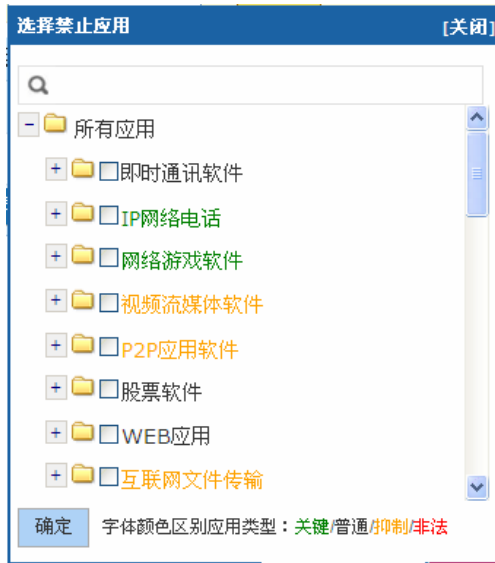 选择禁止应用 [关闭]
所有应用
即时通讯软件
IP网络电话
网络游戏软件
视频流媒体软件
P2P应用软件
股票软件
WEB应用
互联网文件传输
确定 字体颜色区别应用类型：关键/普通/抑制/非法